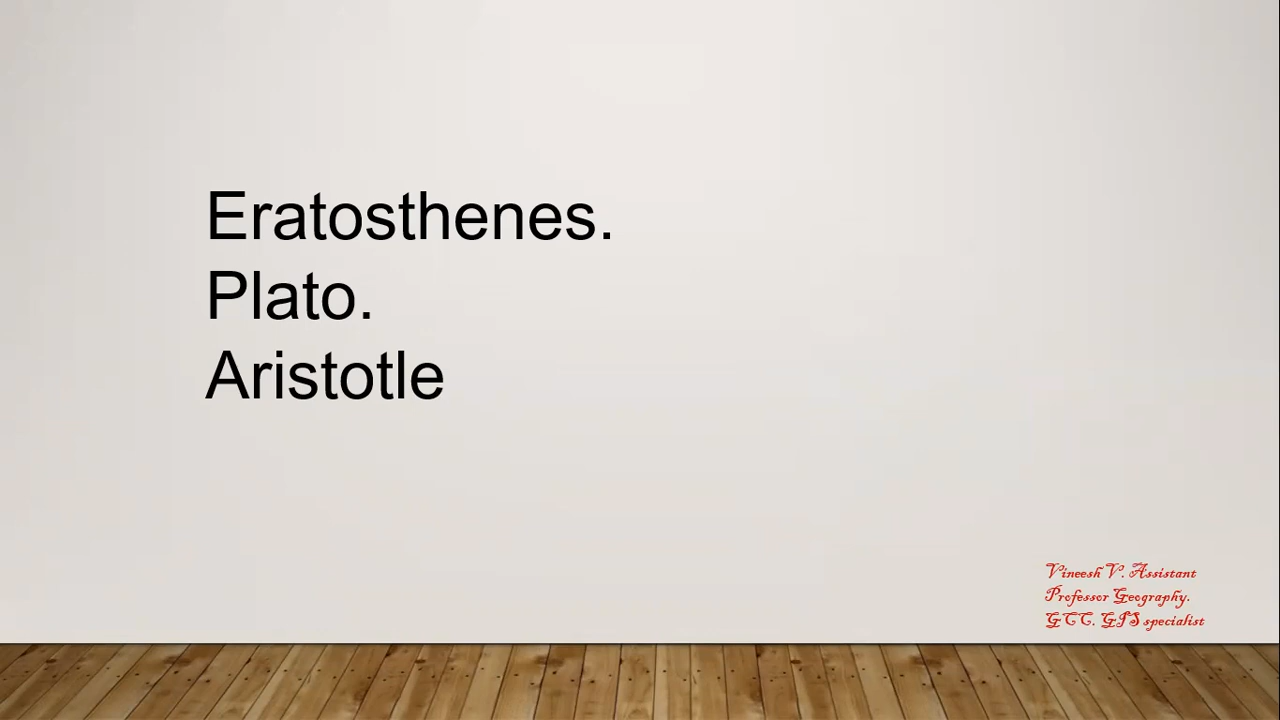 Eratosthenes.
Plato.
Aristotle
Vineesh V. Assistant
Professor Geography.
GCC. GIS specialist